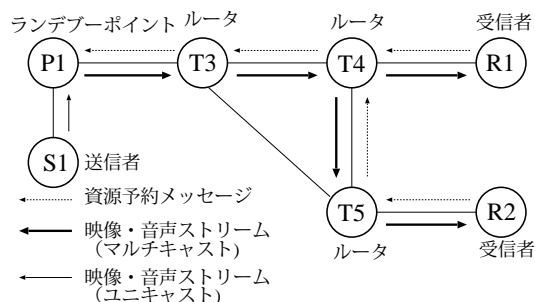 ランデブーポイント
ルータ
ルータ
受信者
P1
T3
T4
R1
S1
送信者
資源予約メッセージ
T5
R2
映像・音声ストリーム
(マルチキャスト)
ルータ
受信者
映像・音声ストリーム
(ユニキャスト)